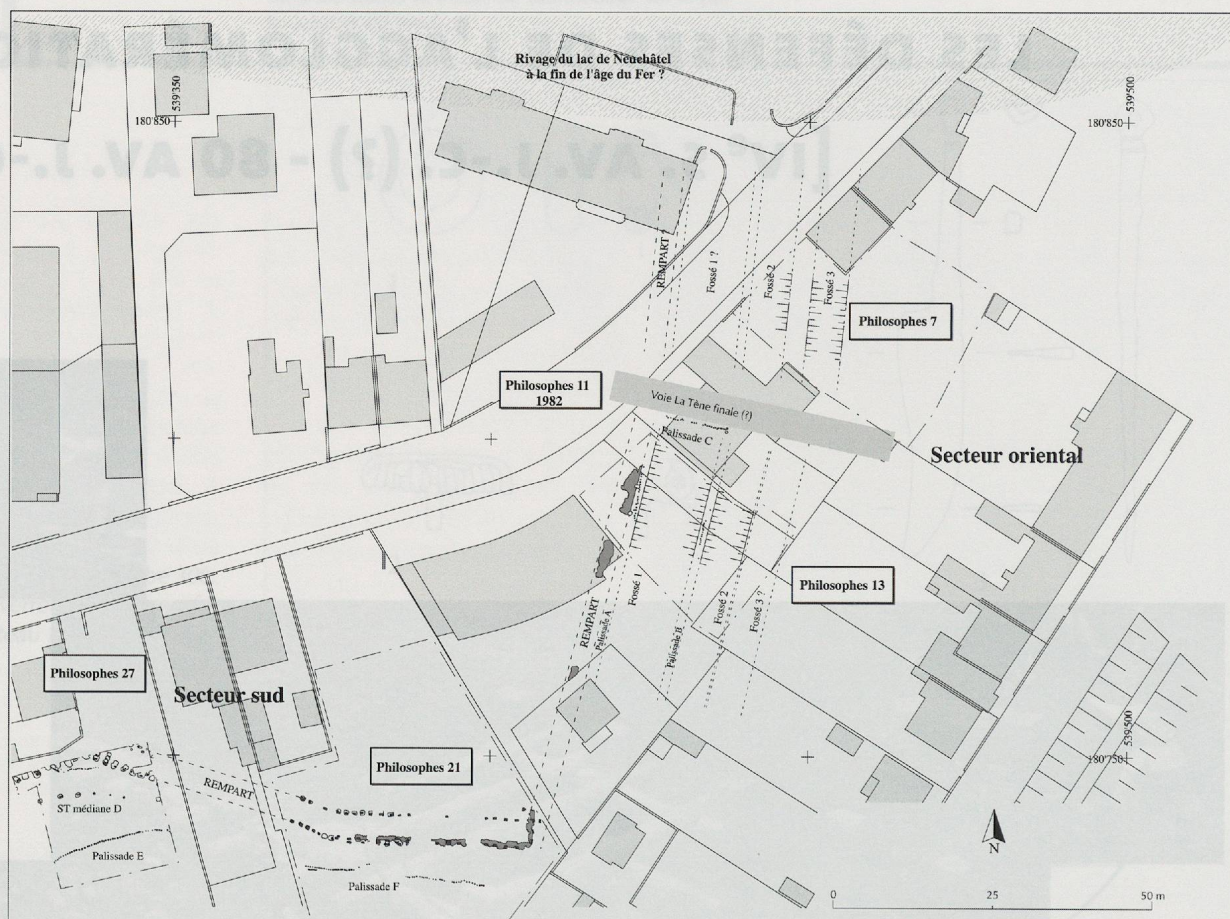 Rivage du lac de Neuchâtel
à la fin de l'âge du Fer ?
539'350
180'850
539'500
180'850
REMPART ?
Fossé 1 ?
Fossé 2
Fossé 3
Philosophes 7
Philosophes 11
1982
Voie La Tène finale (?)
Palissade C
Secteur oriental
Philosophes 13
Fossé 1
REMPART
Palissade A
Palissade B
Fossé 2
Fossé 3 ?
Philosophes 27
Secteur sud
Philosophes 21
REMPART
ST médiane D
Palissade E
Palissade F
539'500
180'750
N
0
25
50 m